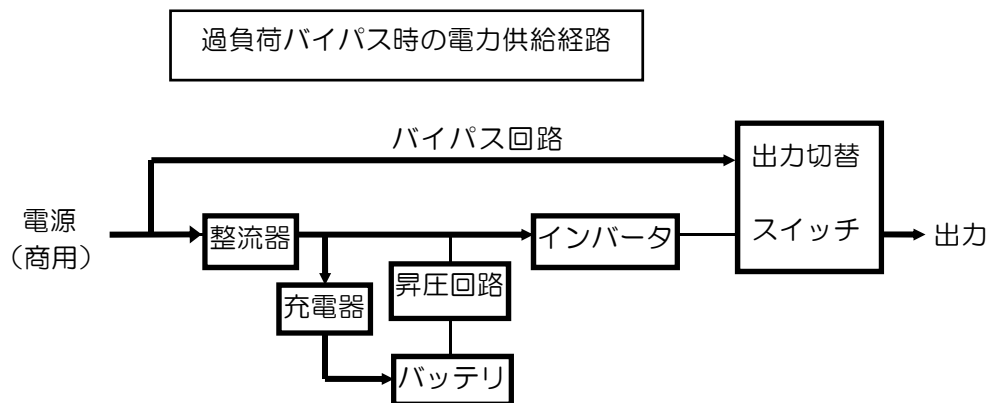 過負荷バイパス時の電力供給経路
バイパス回路
出力切替
スイッチ
電源
（商用）
整流器
インバータ
出力
充電器
昇圧回路
バッテリ